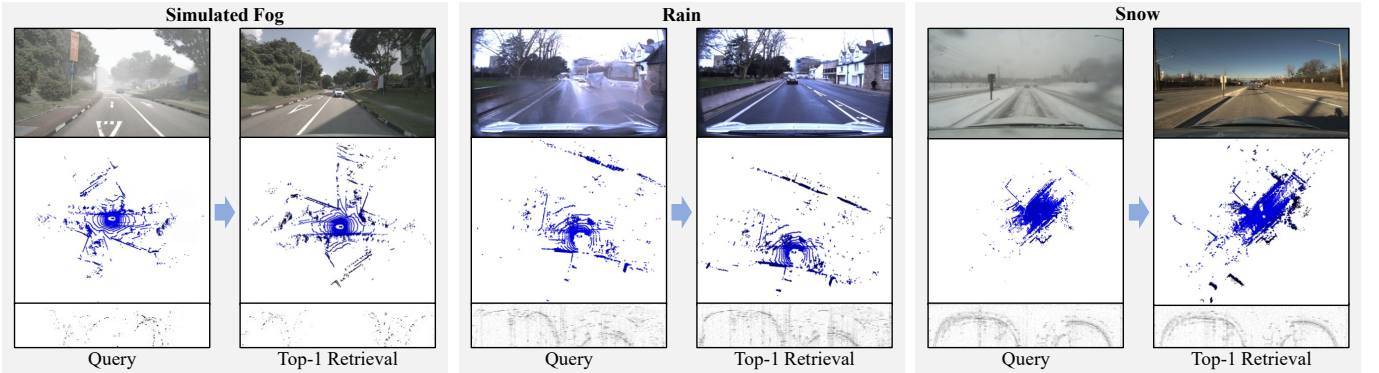 Simulated Fog
Rain
Snow
Query
Top-1 Retrieval
Query
Top-1 Retrieval
Query
Top-1 Retrieval